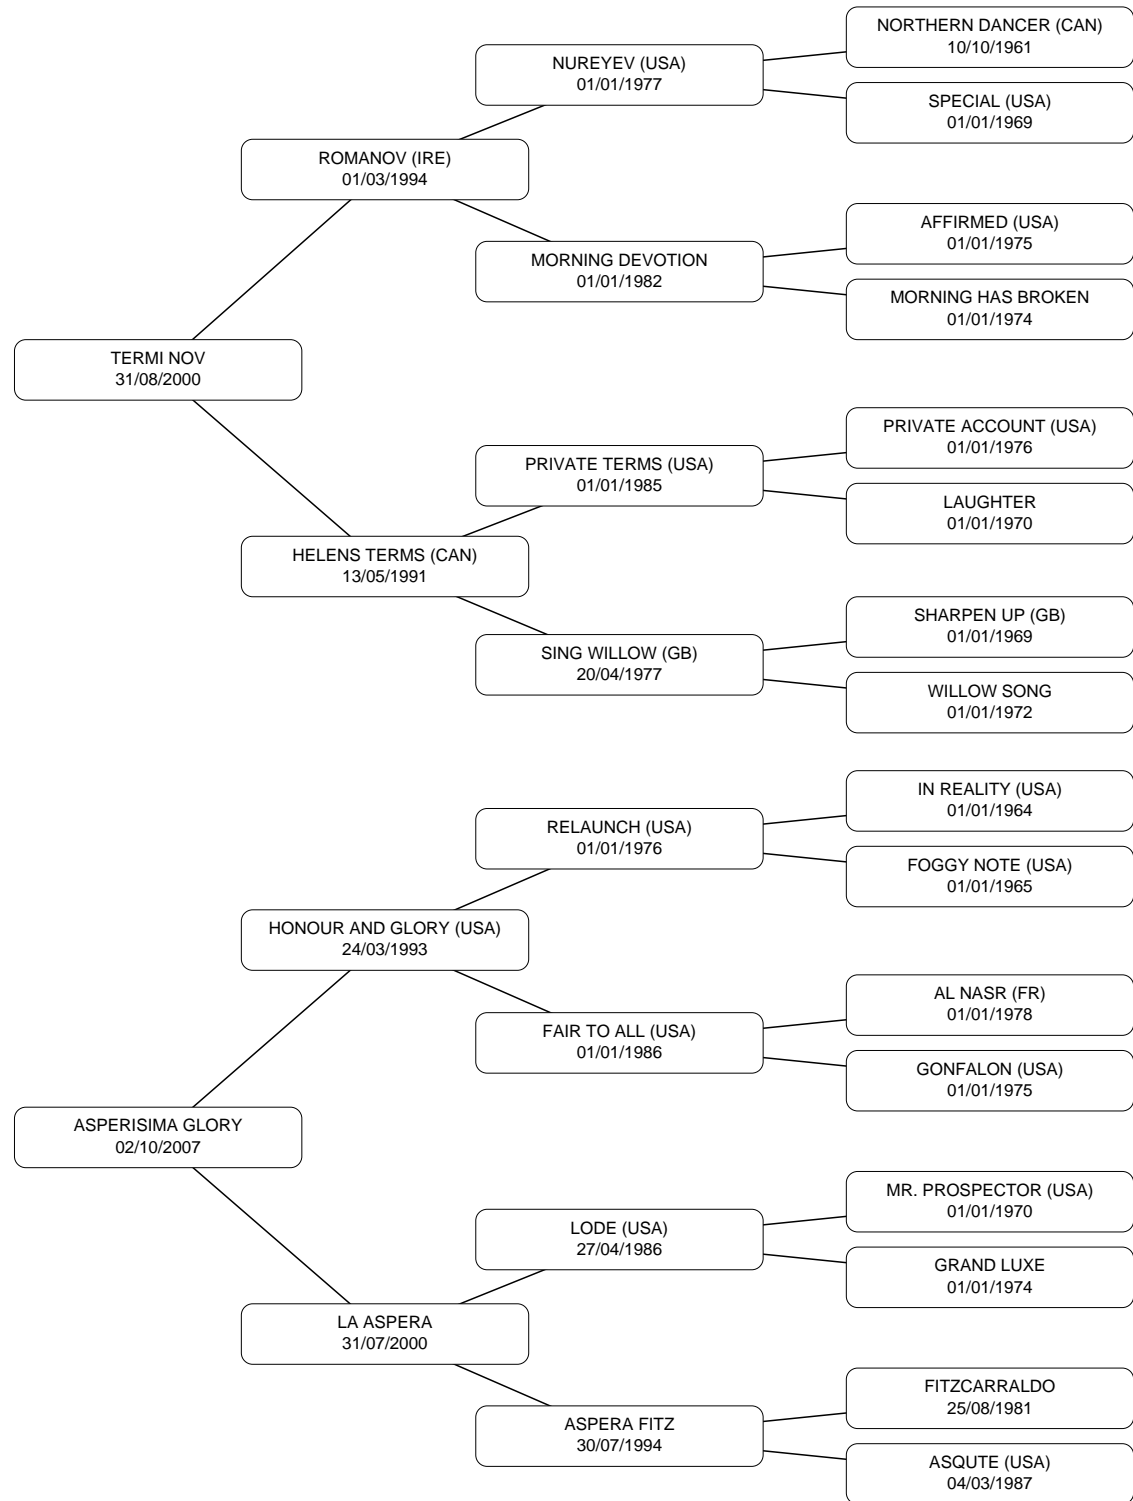 NORTHERN DANCER (CAN)
10/10/1961
NUREYEV (USA)
01/01/1977
SPECIAL (USA)
01/01/1969
ROMANOV (IRE)
01/03/1994
AFFIRMED (USA)
01/01/1975
MORNING DEVOTION
01/01/1982
MORNING HAS BROKEN
01/01/1974
TERMI NOV
31/08/2000
PRIVATE ACCOUNT (USA)
01/01/1976
PRIVATE TERMS (USA)
01/01/1985
LAUGHTER
01/01/1970
HELENS TERMS (CAN)
13/05/1991
SHARPEN UP (GB)
01/01/1969
SING WILLOW (GB)
20/04/1977
WILLOW SONG
01/01/1972
IN REALITY (USA)
01/01/1964
RELAUNCH (USA)
01/01/1976
FOGGY NOTE (USA)
01/01/1965
HONOUR AND GLORY (USA)
24/03/1993
AL NASR (FR)
01/01/1978
FAIR TO ALL (USA)
01/01/1986
GONFALON (USA)
01/01/1975
ASPERISIMA GLORY
02/10/2007
MR. PROSPECTOR (USA)
01/01/1970
LODE (USA)
27/04/1986
GRAND LUXE
01/01/1974
LA ASPERA
31/07/2000
FITZCARRALDO
25/08/1981
ASPERA FITZ
30/07/1994
ASQUTE (USA)
04/03/1987